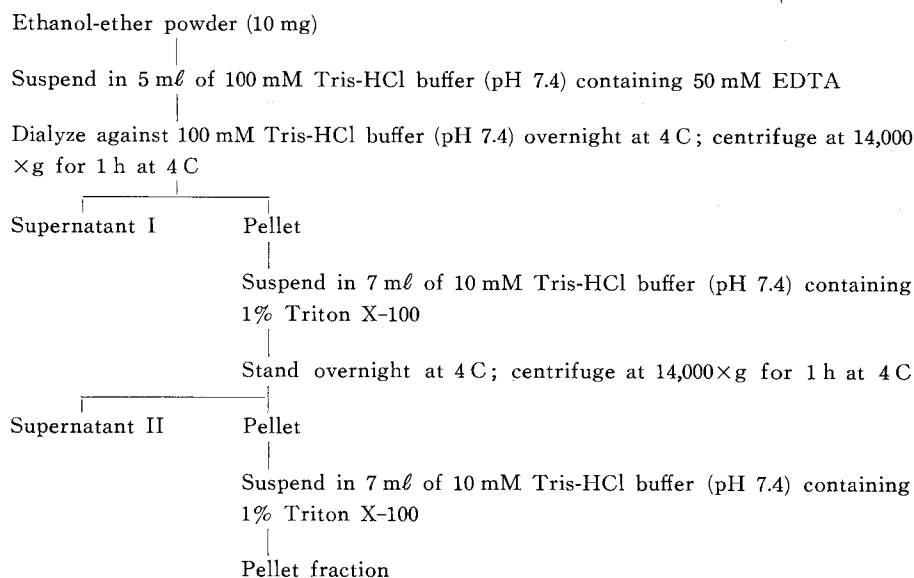 Ethanol-ether powder (10 mg)
Suspend in 5 mℓ of 100 mM Tris-HCl buffer (pH 7.4) containing 50 mM EDTA
Dialyze against 100 mM Tris-HCl buffer (pH 7.4) overnight at 4 C; centrifuge at 14,000
×g for 1 h at 4 C
Supernatant I Pellet
Suspend in 7 mℓ of 10 mM Tris-HCl buffer (pH 7.4) containing
1% Triton X-100
Stand overnight at 4 C; centrifuge at 14,000×g for 1 h at 4 C
Supernatant II Pellet
Suspend in 7 mℓ of 10 mM Tris-HCl buffer (pH 7.4) containing
1% Triton X-100
Pellet fraction